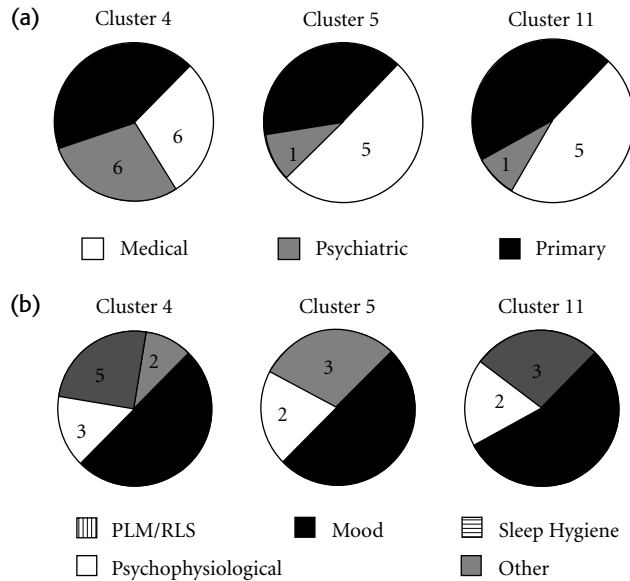 (a)
Cluster 4 Cluster 5 Cluster 11
6 6 1 5 1 5
Medical Psychiatric Primary
(b)
Cluster 4 Cluster 5 Cluster 11
5 2 3 3 2 3 2
PLM/RLS Mood Sleep Hygiene
Psychophysiological Other